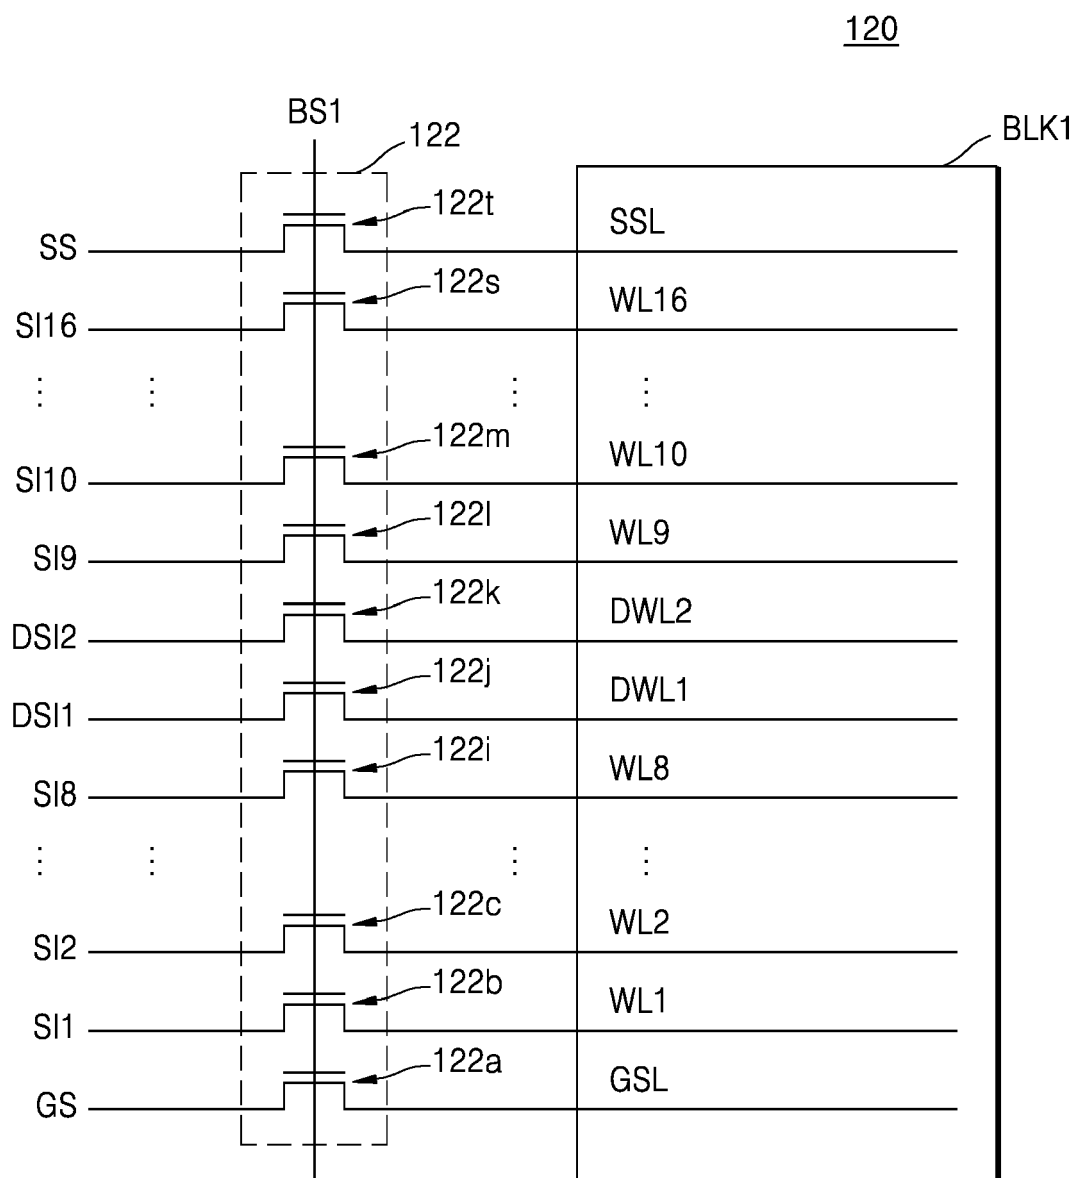 120
BS1
122
BLK1
SS
122t
SSL
SI16
122s
WL16
SI10
122m
WL10
SI9
122l
WL9
DSI2
122k
DWL2
DSI1
122j
DWL1
SI8
122i
WL8
SI2
122c
WL2
SI1
122b
WL1
GS
122a
GSL